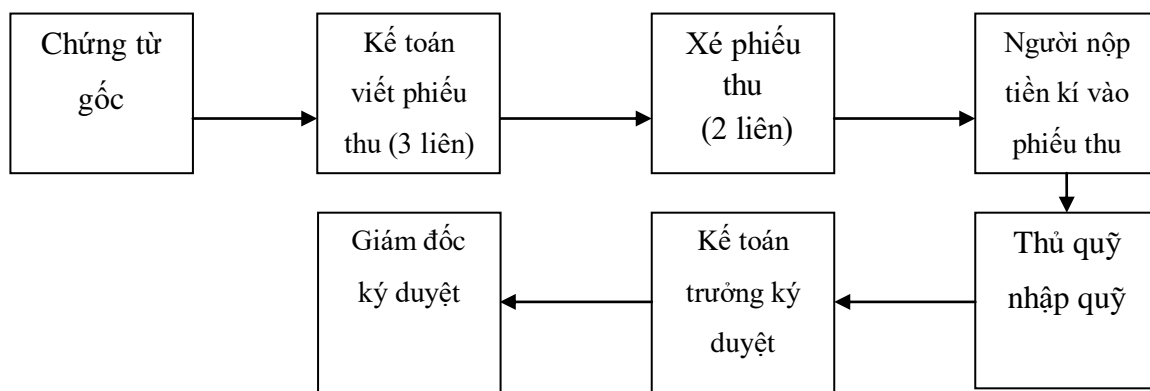 Chứng từ
gốc
Kế toán
viết phiếu
thu (3 liên)
Xé phiếu
thu
(2 liên)
Người nộp
tiền kí vào
phiếu thu
Thủ quỹ
nhập quỹ
Kế toán
trưởng ký
duyệt
Giám đốc
ký duyệt